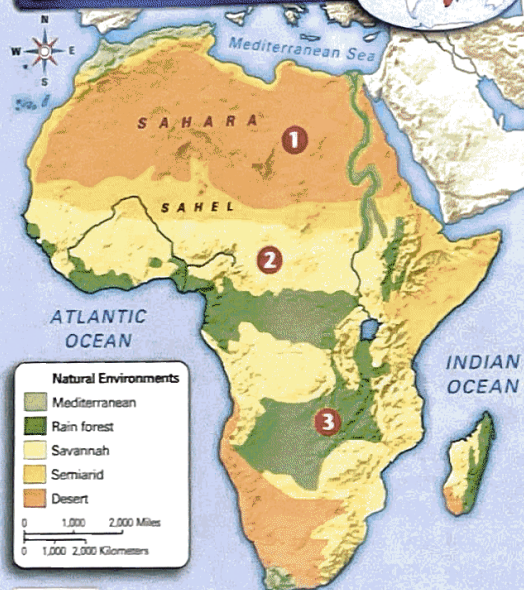 N
W E
S
Mediterranean Sea
SAHARA
1
SAHEL
2
ATLANTIC
OCEAN
INDIAN
OCEAN
3
Natural Environments
Mediterranean
Rain forest
Savannah
Semiarid
Desert
0 1,000 2,000 Miles
0 1,000 2,000 Kilometers